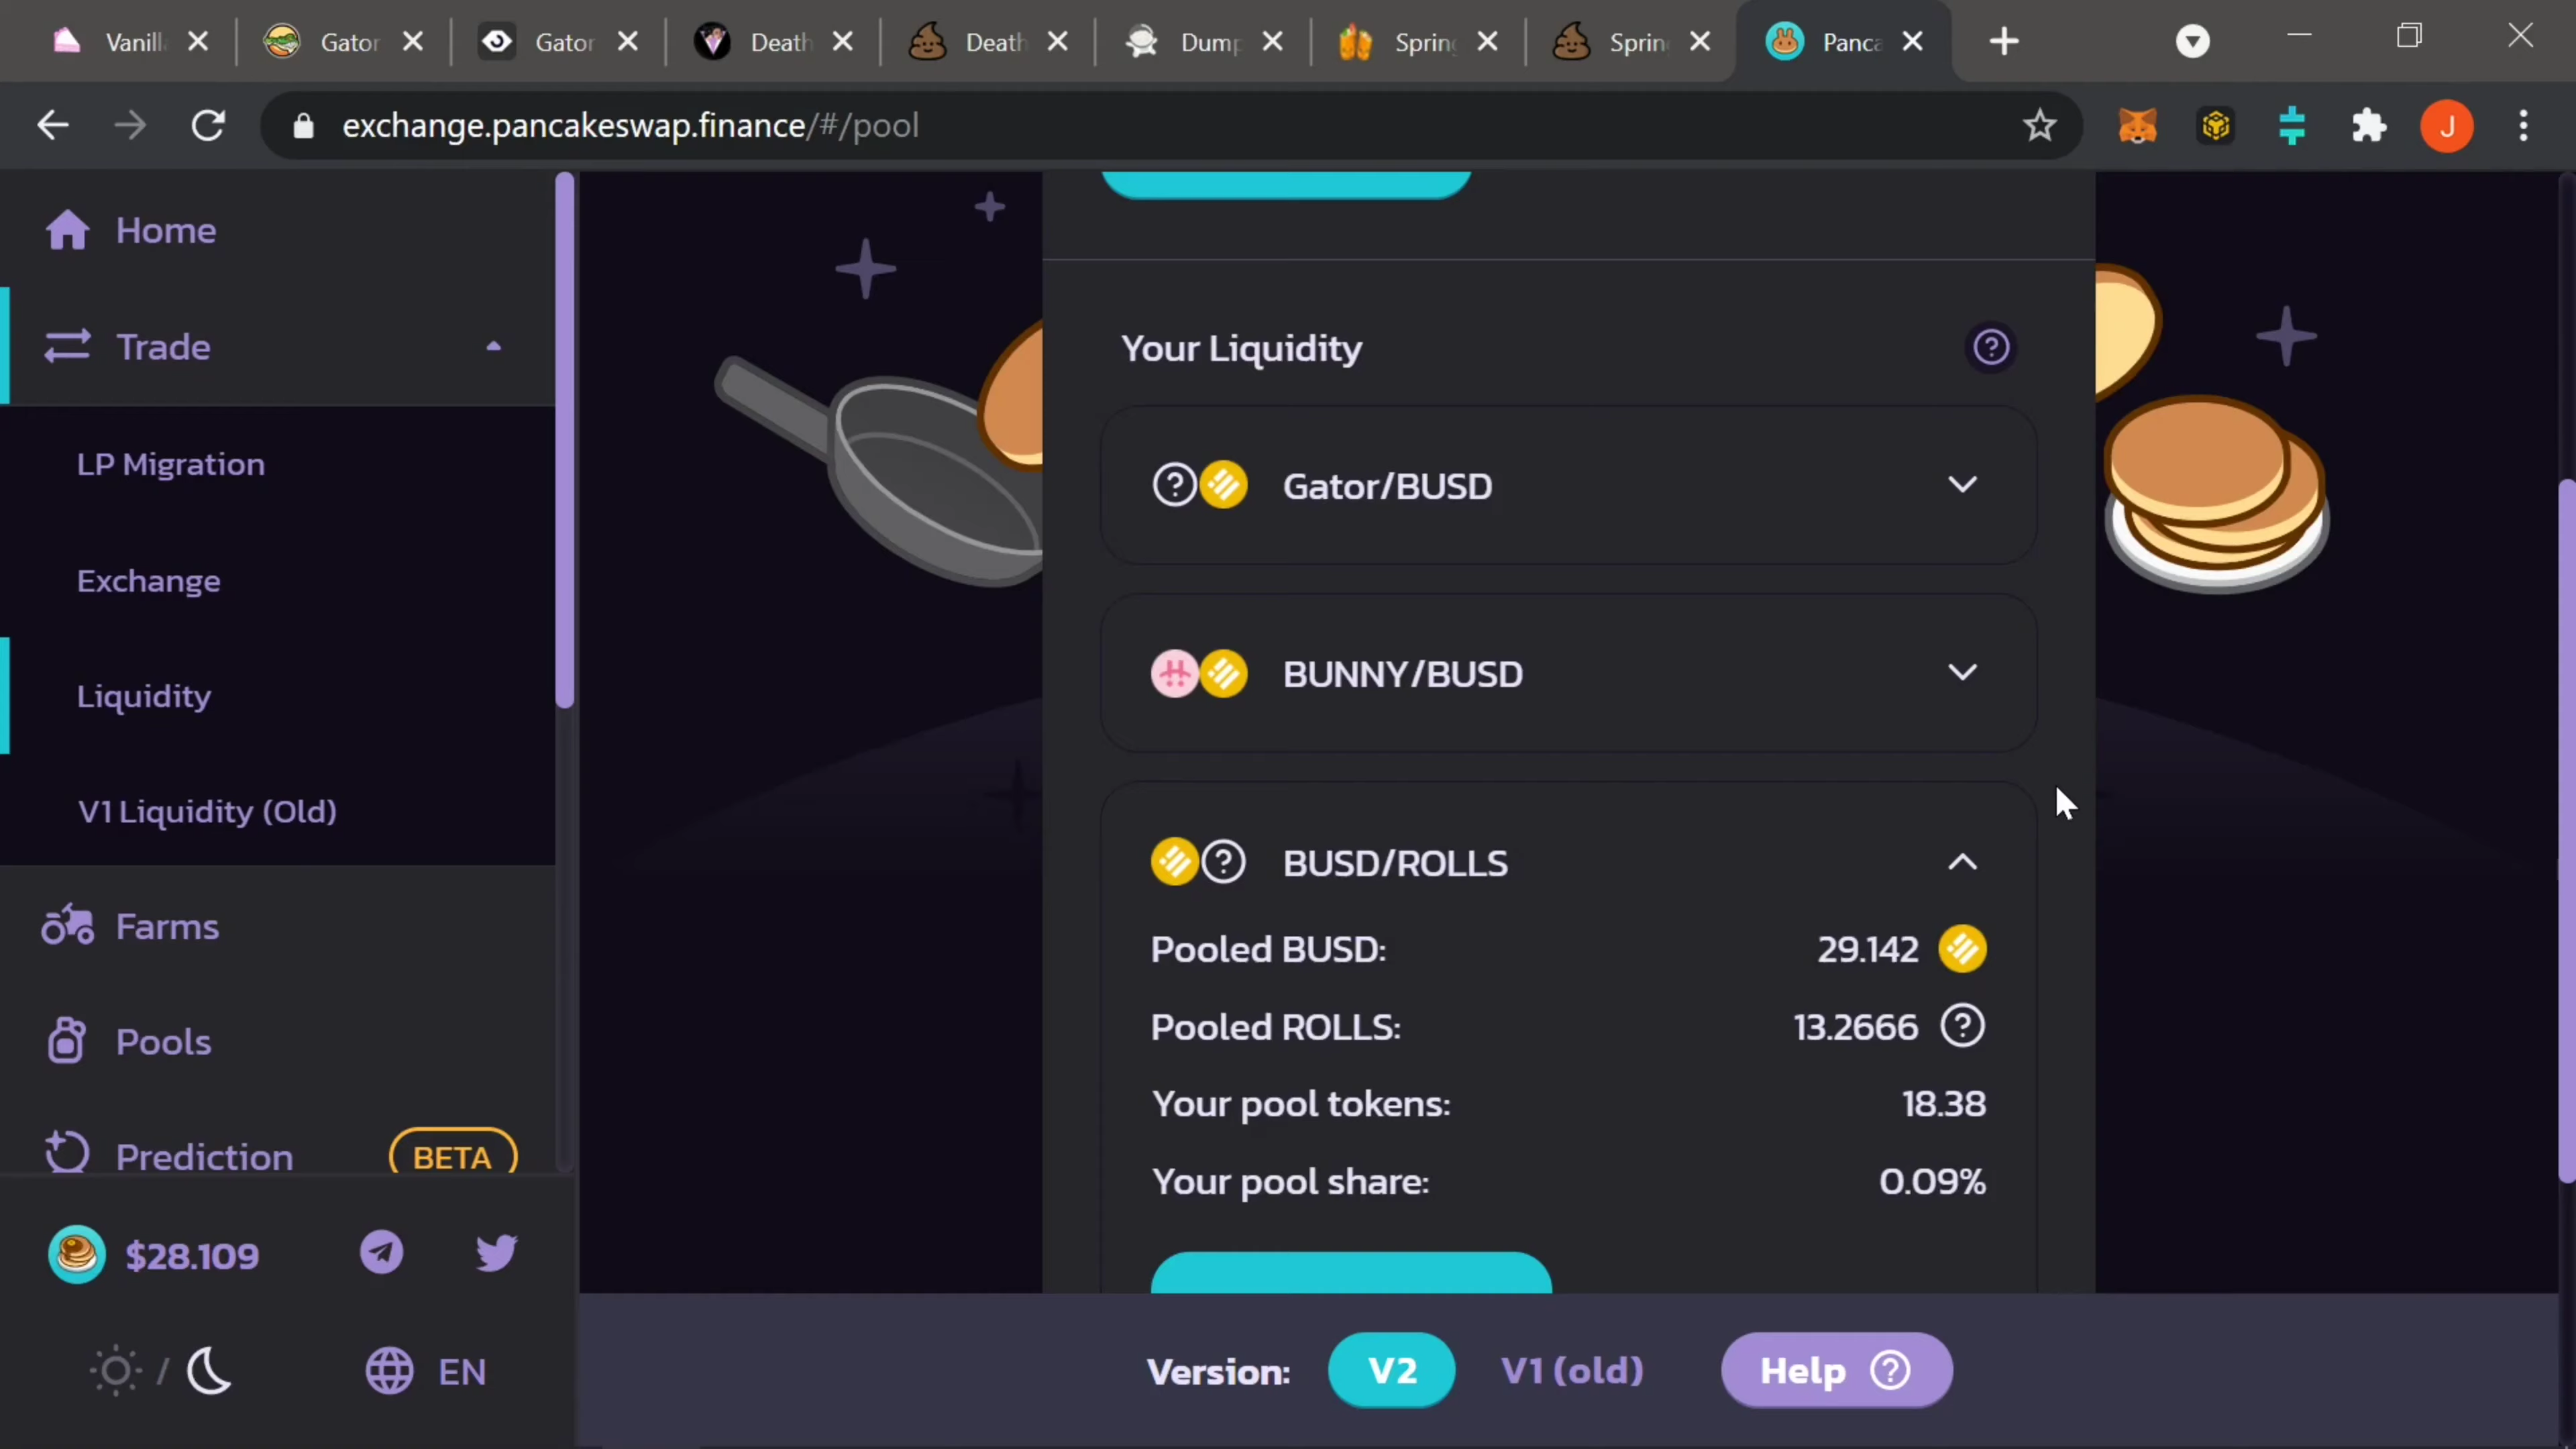 Vanill
Gator
Gator
Death
Death
Dump
Spring
Sprin
Panca
exchange.pancakeswap.finance/#/pool
J
Home
Trade
LP Migration
Exchange
Liquidity
V1 Liquidity (Old)
Farms
Pools
Prediction BETA
$28.109
/
EN
Your Liquidity
Gator/BUSD
BUNNY/BUSD
BUSD/ROLLS
Pooled BUSD: 29.142
Pooled ROLLS: 13.2666
Your pool tokens: 18.38
Your pool share: 0.09%
Version: V2 V1 (old) Help